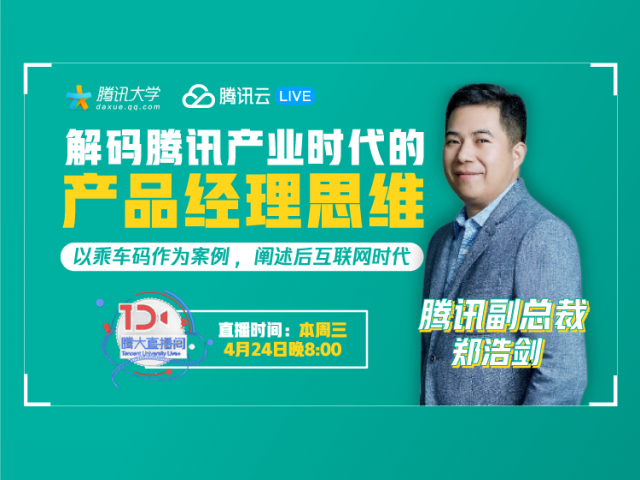 腾讯大学
daxue.qq.com
腾讯云 LIVE
解码腾讯产业时代的
产品经理思维
以乘车码作为案例，阐述后互联网时代
腾大直播间
Tencent University Lives
直播时间：本周三
4月24日晚8:00
腾讯副总裁
郑浩剑